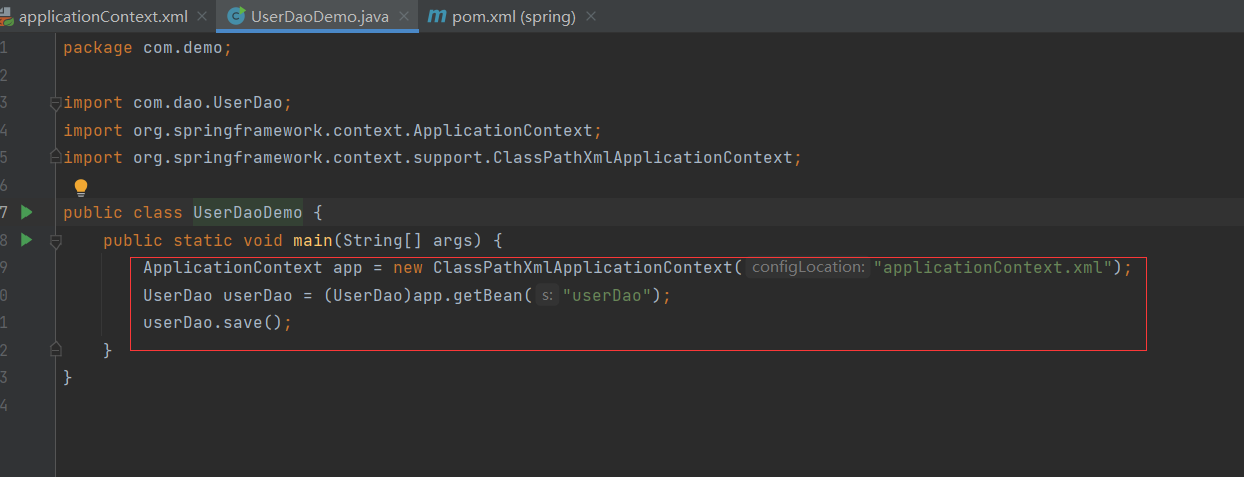 applicationContext.xml UserDaoDemo.java m pom.xml (spring)
1 package com.demo;
2
3 import com.dao.UserDao;
4 import org.springframework.context.ApplicationContext;
5 import org.springframework.context.support.ClassPathXmlApplicationContext;
6
7 public class UserDaoDemo {
8 public static void main(String[] args) {
9 ApplicationContext app = new ClassPathXmlApplicationContext( configLocation: "applicationContext.xml");
0 UserDao userDao = (UserDao)app.getBean( s: "userDao");
1 userDao.save();
2 }
3 }
4